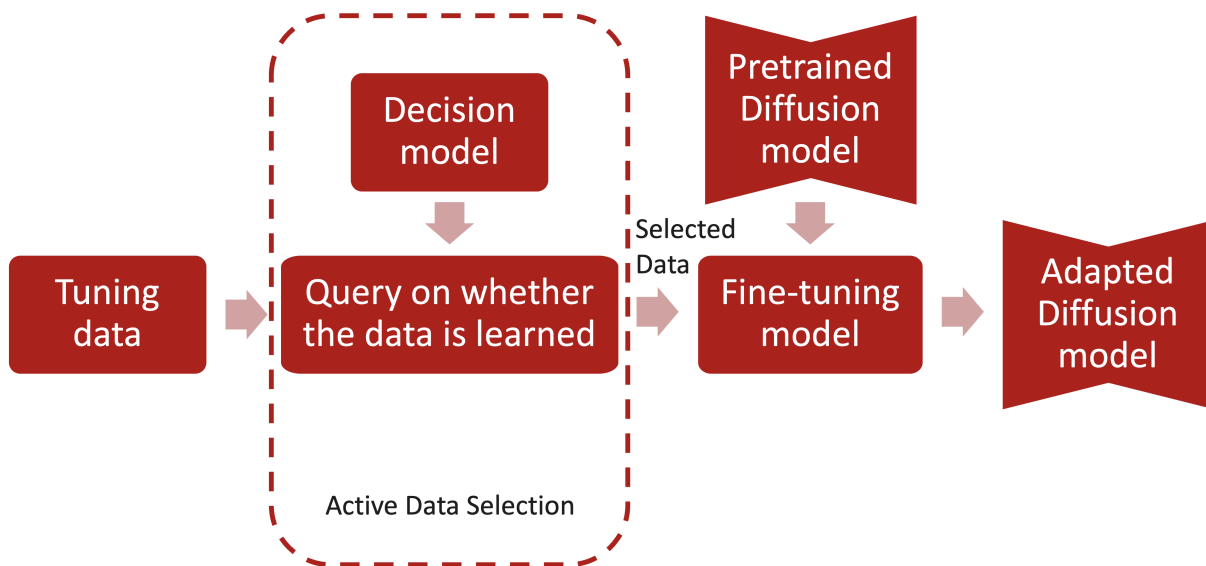 Decision
model
Pretrained
Diffusion
model
Tuning
data
Query on whether
the data is learned
Selected
Data
Fine-tuning
model
Adapted
Diffusion
model
Active Data Selection